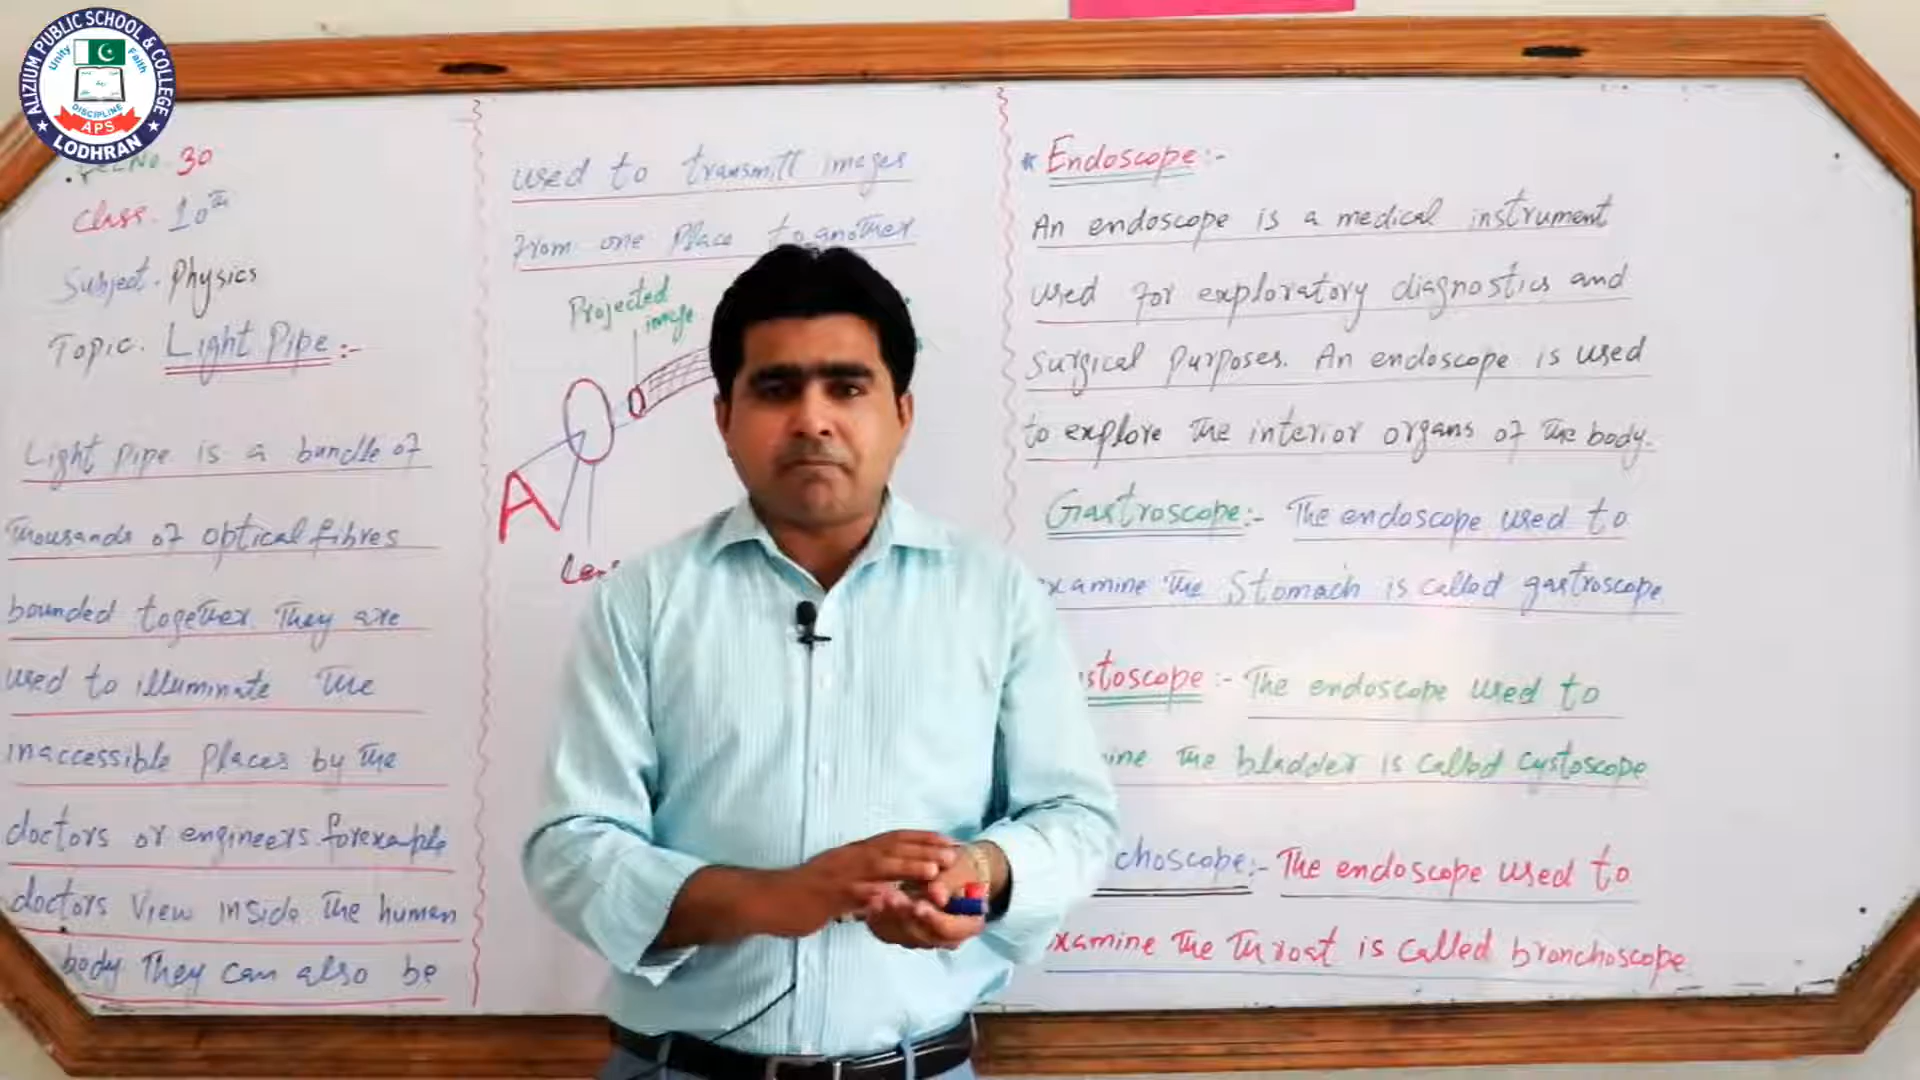 ALIZIUM PUBLIC SCHOOL & COLLEGE
Unity
Faith
DISCIPLINE
APS
★ LODHRAN ★
No. 30
Class. 10th
Subject. Physics
Topic. Light Pipe:-
Light Pipe is a bundle of
Thousands of optical fibres
bounded together. They are
used to illuminate the
inaccessible Places by the
doctors or engineers. forexample
doctors View inside the human
body They can also be
used to transmitt images
From one Place to another
Projected
image
A
Len
* Endoscope:-
An endoscope is a medical instrument
used for exploratory diagnostics and
Surgical Purposes. An endoscope is used
to explore the interior organs of the body.
Gastroscope:- The endoscope used to
xamine the Stomach is called gastroscope
stoscope:- The endoscope used to
ine the bladder is called cystoscope
choscope:- The endoscope used to
xamine the Throat is called bronchoscope